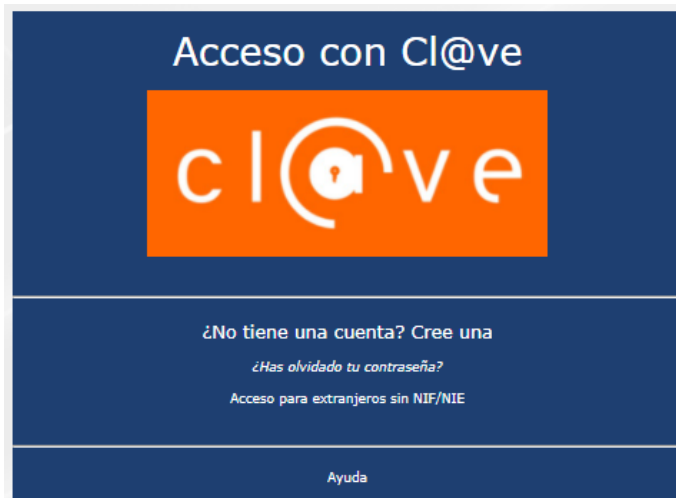 Acceso con Cl@ve
cl@ve
¿No tiene una cuenta? Cree una
¿Has olvidado tu contraseña?
Acceso para extranjeros sin NIF/NIE
Ayuda